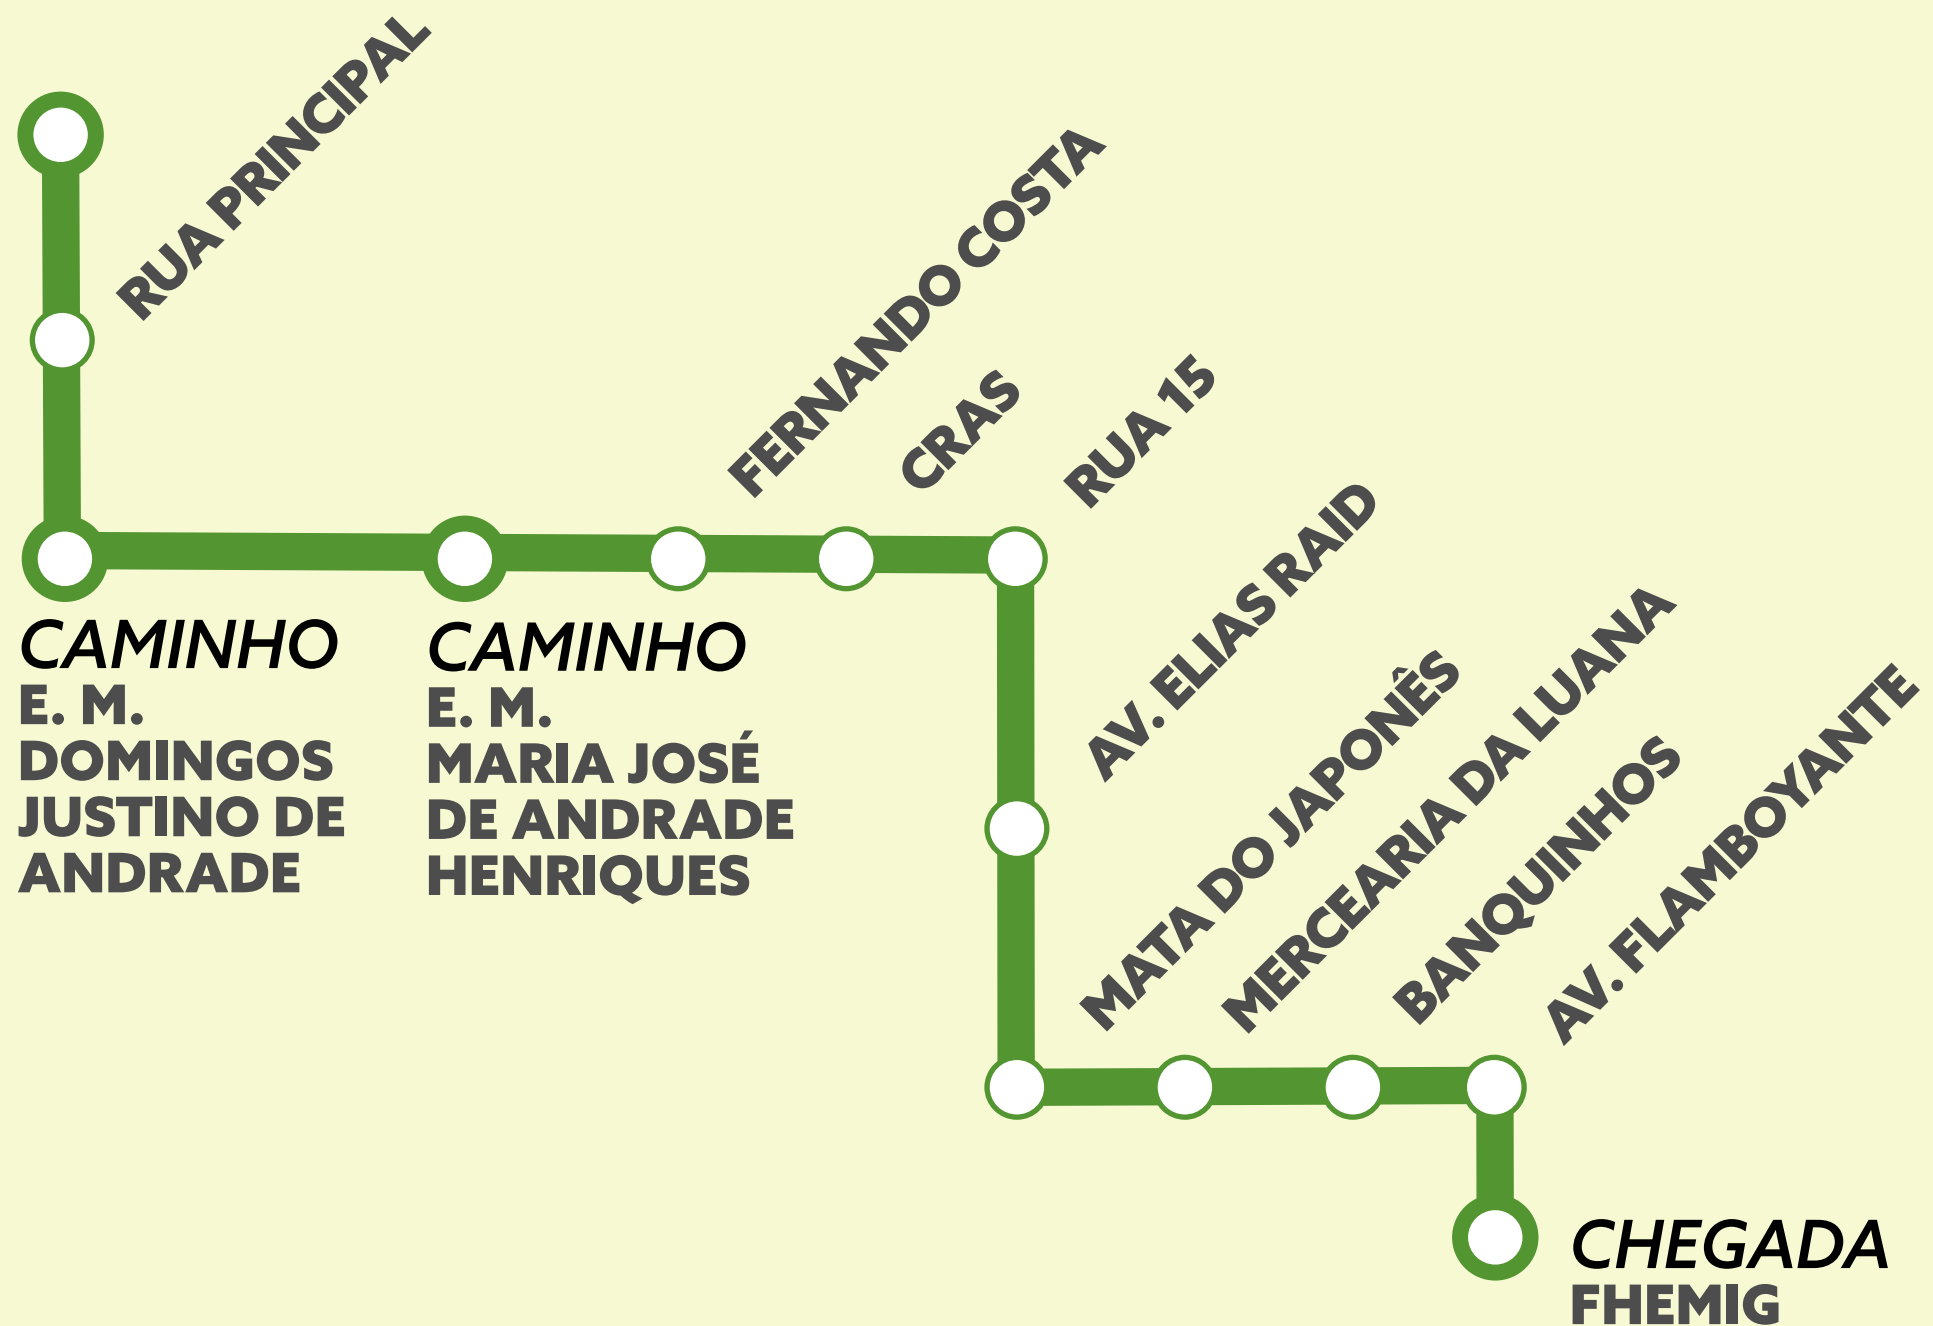 RUA PRINCIPAL
CAMINHO
E. M.
DOMINGOS
JUSTINO DE
ANDRADE
CAMINHO
E. M.
MARIA JOSÉ
DE ANDRADE
HENRIQUES
FERNANDO COSTA
CRAS
RUA 15
AV. ELIAS RAID
MATA DO JAPONÊS
MERCEARIA DA LUANA
BANQUINHOS
AV. FLAMBOYANTE
CHEGADA
FHEMIG